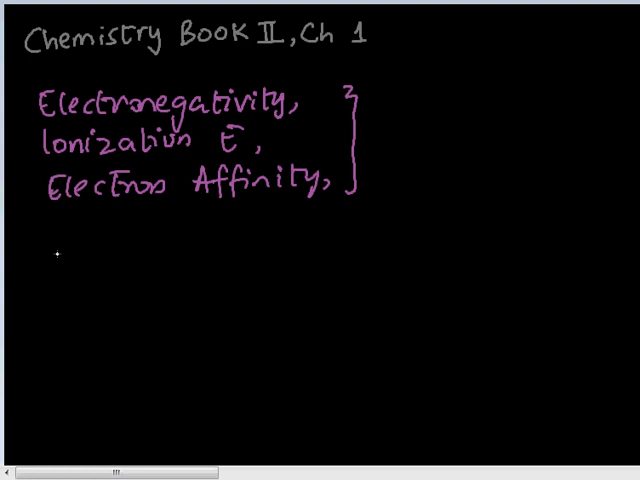 Chemistry Book II, Ch 1
Electronegativity,
Ionization E,
Electron Affinity,